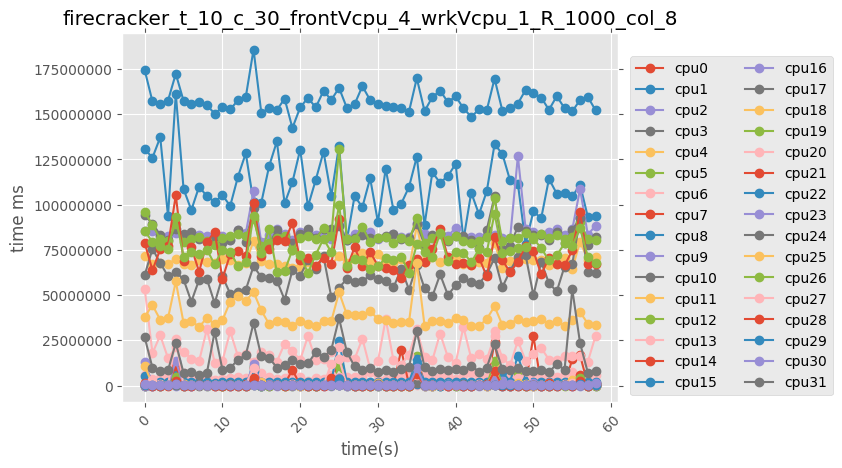 firecracker_t_10_c_30_frontVcpu_4_wrkVcpu_1_R_1000_col_8
175000000
150000000
125000000
100000000
75000000
50000000
25000000
0
time ms
0
10
20
30
40
50
60
time(s)
cpu0
cpu1
cpu2
cpu3
cpu4
cpu5
cpu6
cpu7
cpu8
cpu9
cpu10
cpu11
cpu12
cpu13
cpu14
cpu15
cpu16
cpu17
cpu18
cpu19
cpu20
cpu21
cpu22
cpu23
cpu24
cpu25
cpu26
cpu27
cpu28
cpu29
cpu30
cpu31